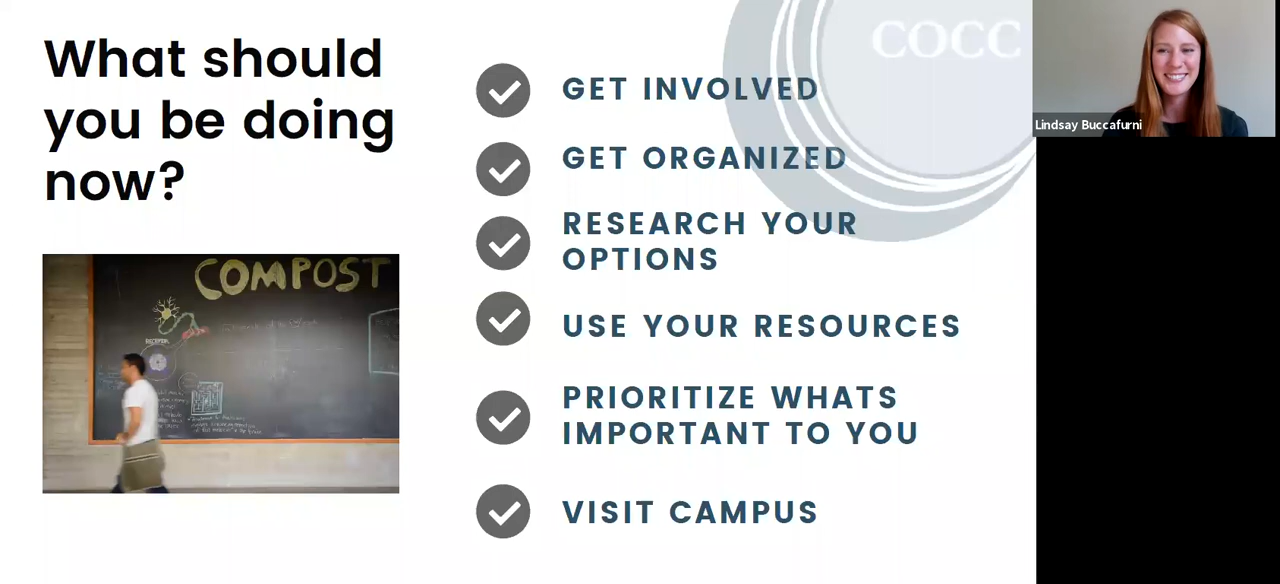 What should
you be doing
now?
COCC
GET INVOLVED
GET ORGANIZED
RESEARCH YOUR
OPTIONS
USE YOUR RESOURCES
PRIORITIZE WHATS
IMPORTANT TO YOU
VISIT CAMPUS
COMPOST
Lindsay Buccafurni